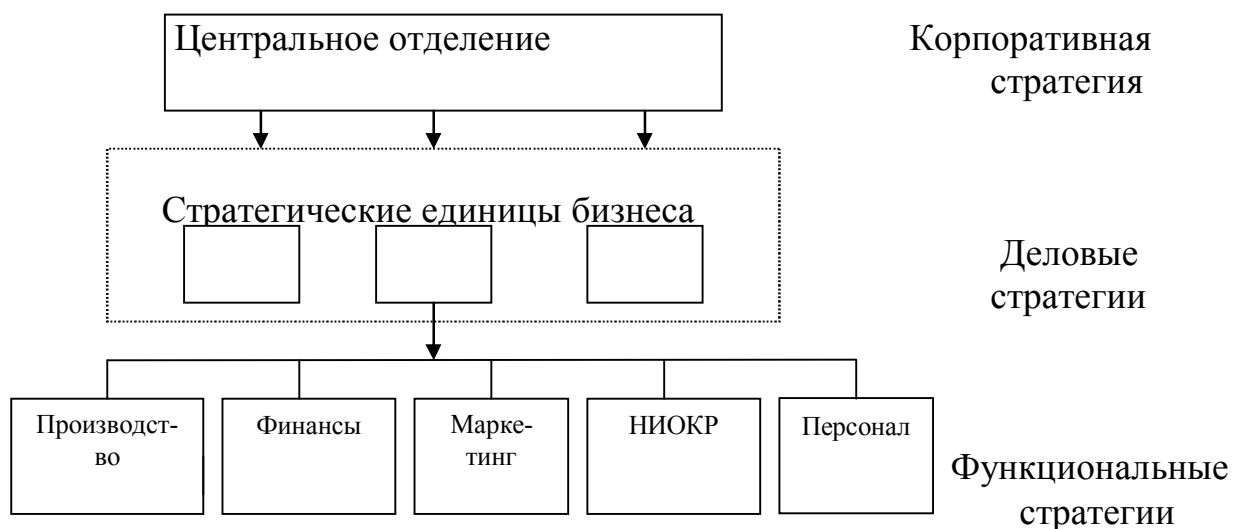 Центральное отделение
Корпоративная
стратегия
Стратегические единицы бизнеса
Деловые
стратегии
Производст-
во
Финансы
Марке-
тинг
НИОКР
Персонал
Функциональные
стратегии